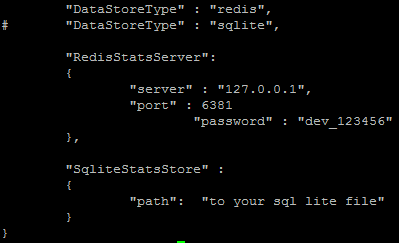 "DataStoreType" : "redis",
# "DataStoreType" : "sqlite",
"RedisStatsServer":
{
"server" : "127.0.0.1",
"port" : 6381
"password" : "dev_123456"
},
"SqliteStatsStore" :
{
"path":  "to your sql lite file"
}
}